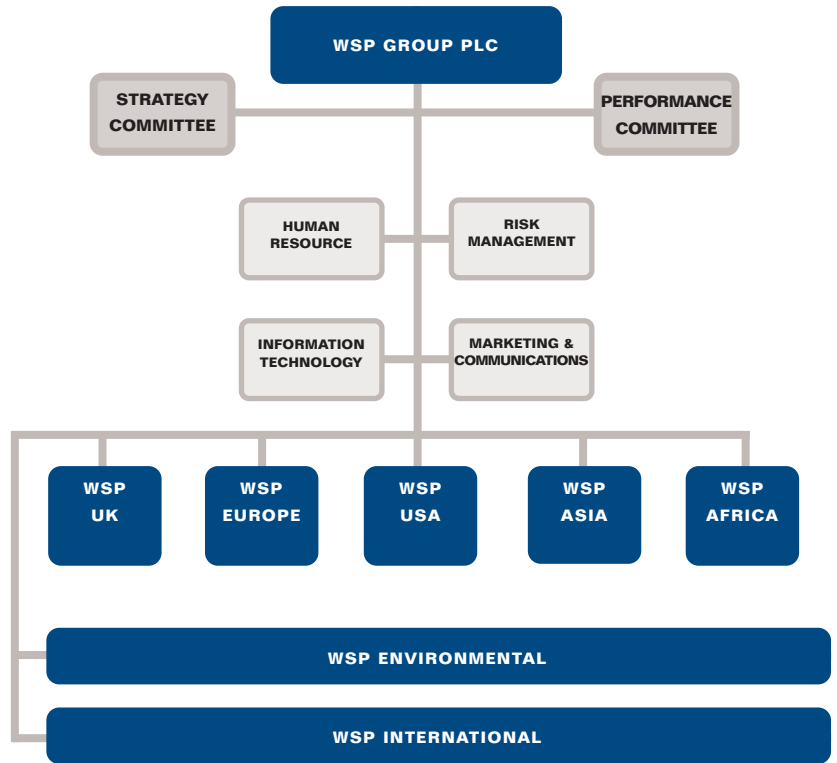 WSP GROUP PLC
STRATEGY
COMMITTEE
PERFORMANCE
COMMITTEE
HUMAN
RESOURCE
RISK
MANAGEMENT
INFORMATION
TECHNOLOGY
MARKETING &
COMMUNICATIONS
WSP
UK
WSP
EUROPE
WSP
USA
WSP
ASIA
WSP
AFRICA
WSP ENVIRONMENTAL
WSP INTERNATIONAL